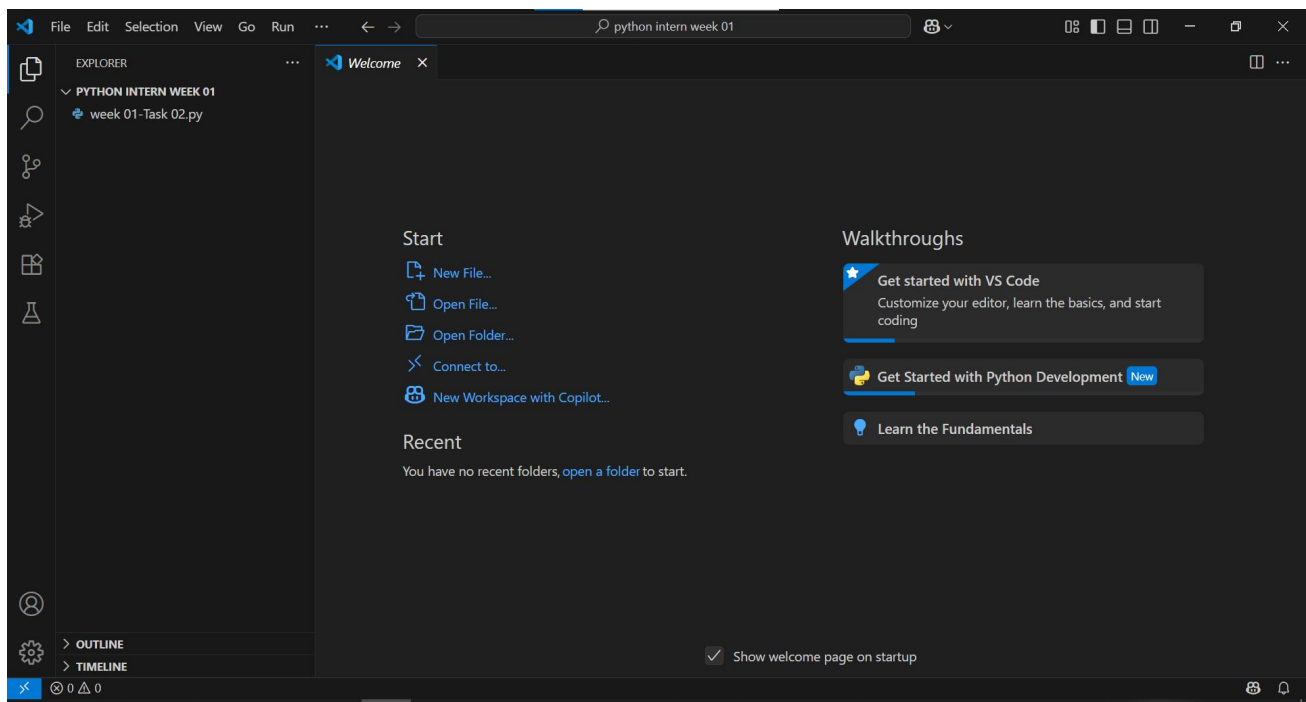 File Edit Selection View Go Run ··· python intern week 01
EXPLORER ···
Welcome
PYTHON INTERN WEEK 01
week 01-Task 02.py
Start
New File...
Open File...
Open Folder...
Connect to...
New Workspace with Copilot...
Recent
You have no recent folders, open a folder to start.
Walkthroughs
Get started with VS Code
Customize your editor, learn the basics, and start
coding
Get Started with Python Development New
Learn the Fundamentals
OUTLINE
TIMELINE
Show welcome page on startup
0 0